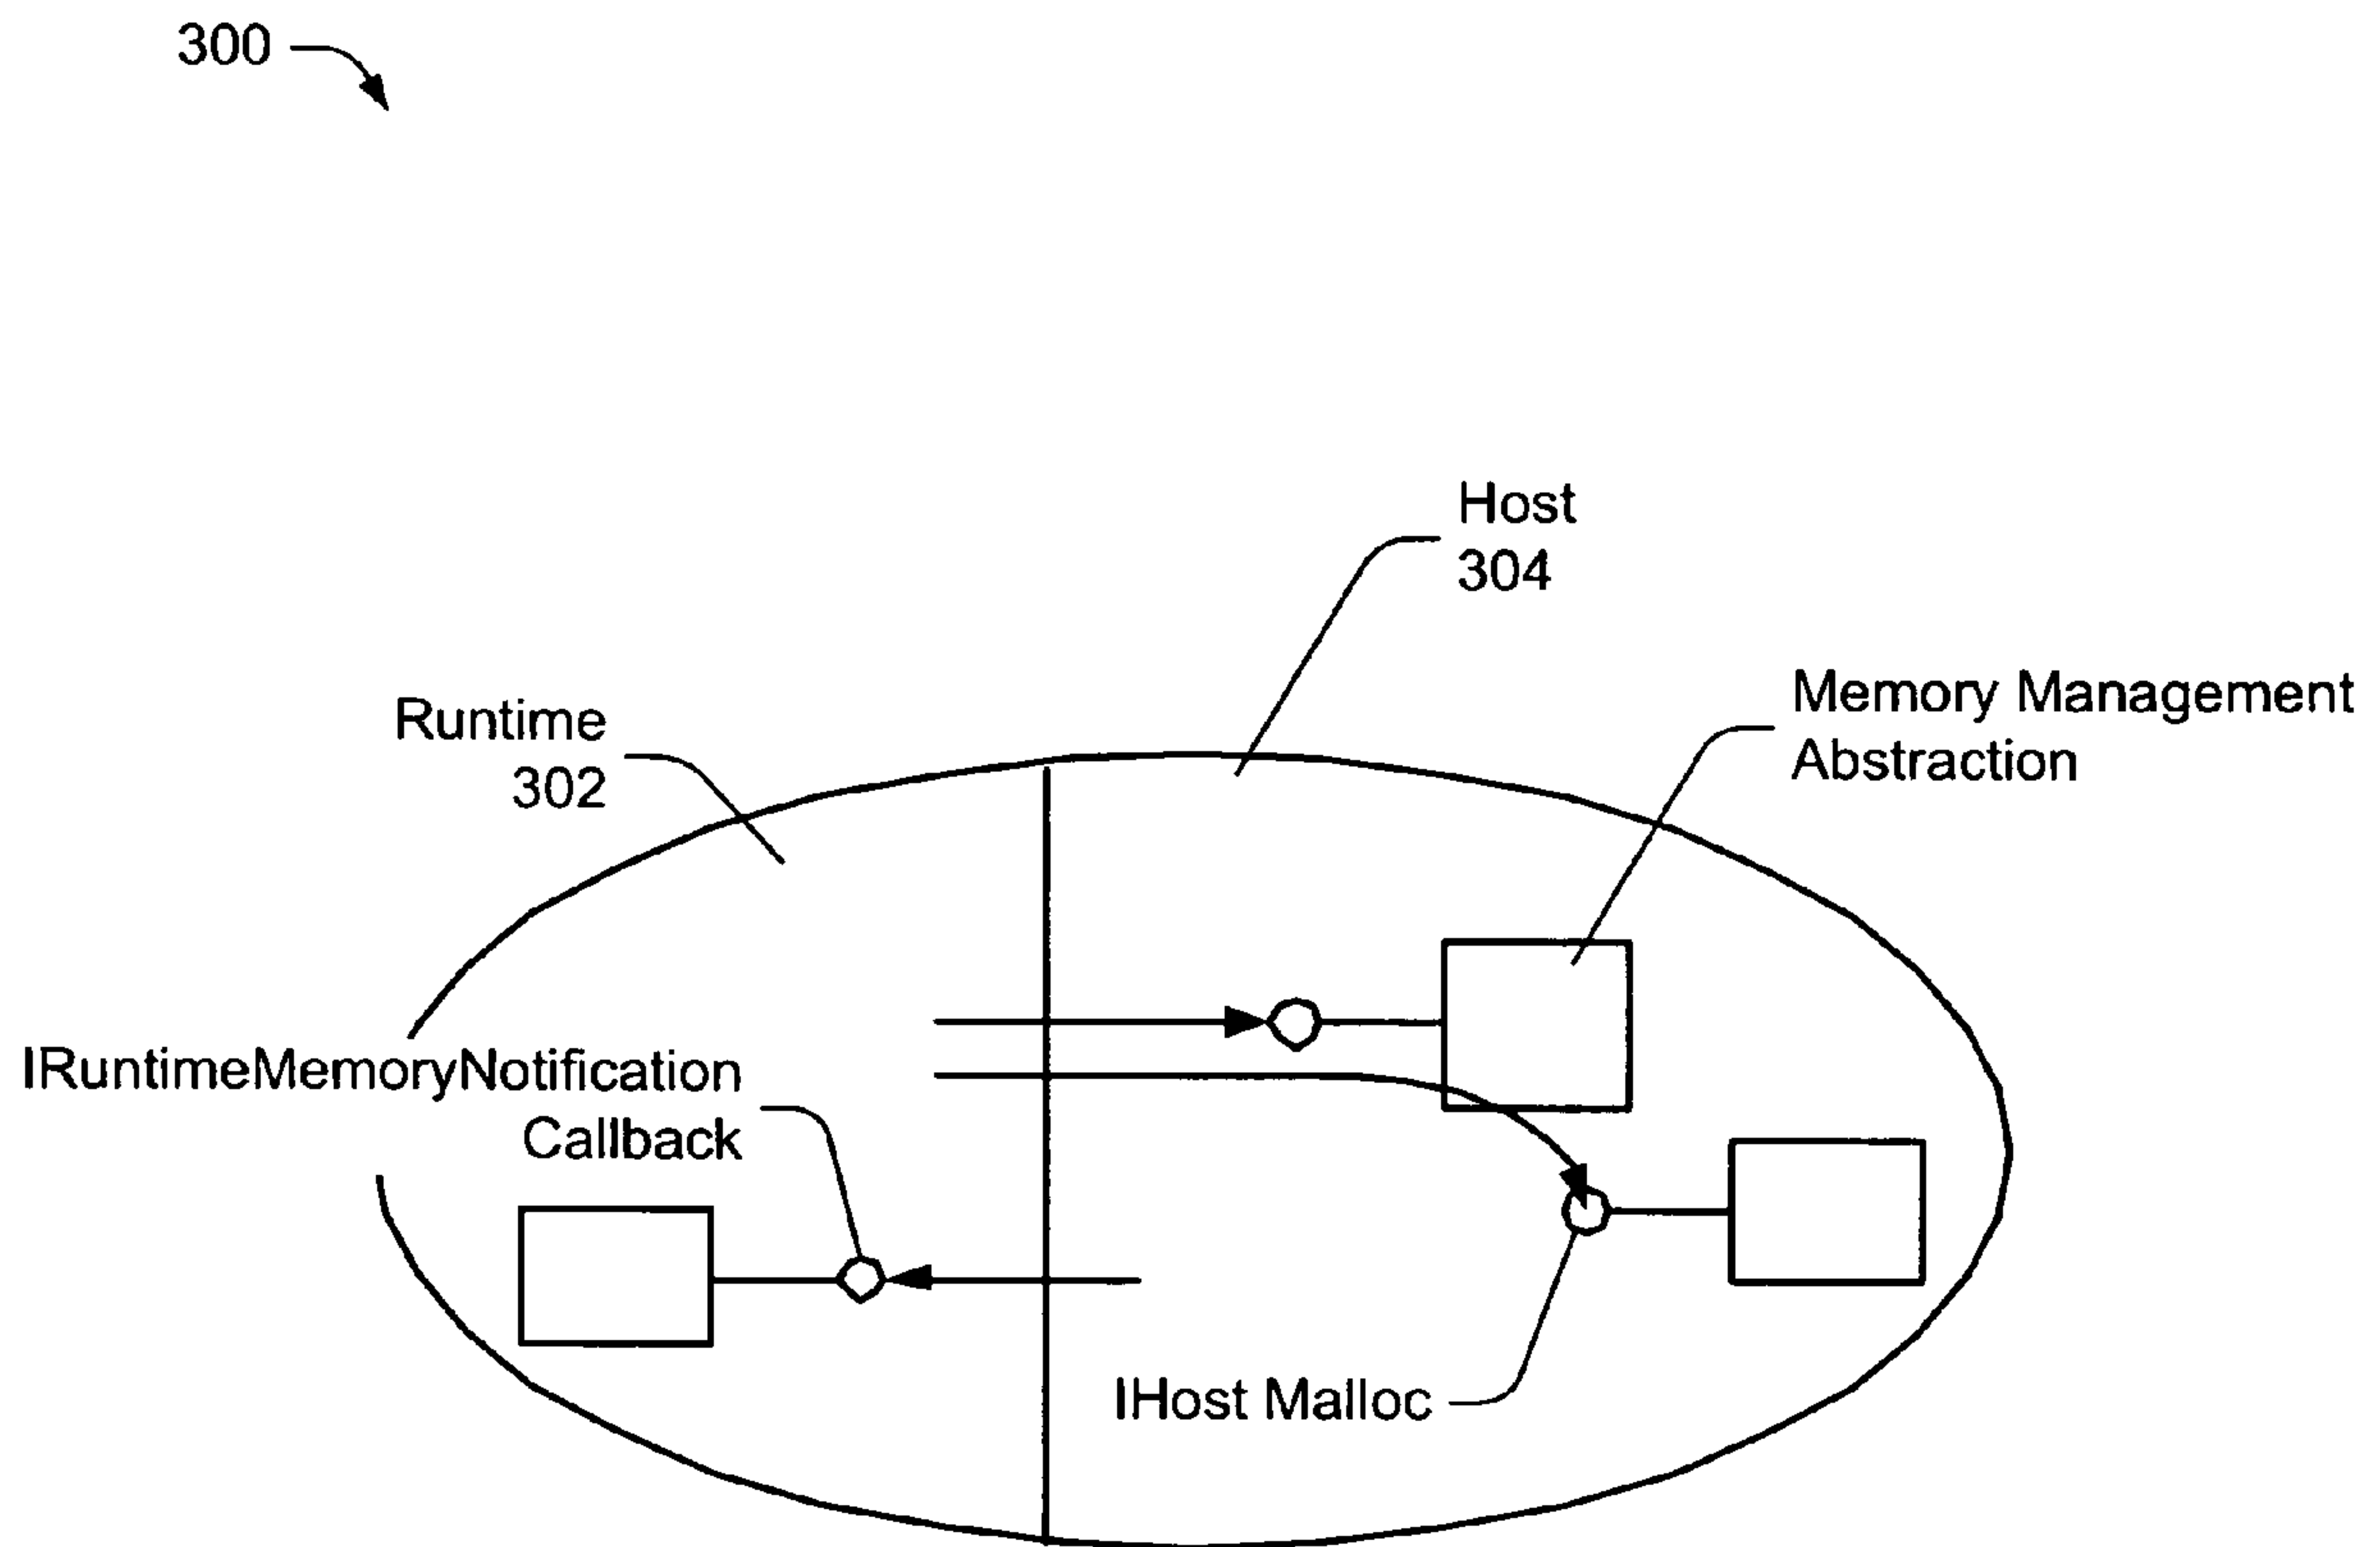 300
Host
304
Memory Management
Abstraction
Runtime
302
IRuntimeMemoryNotification
Callback
IHost Malloc